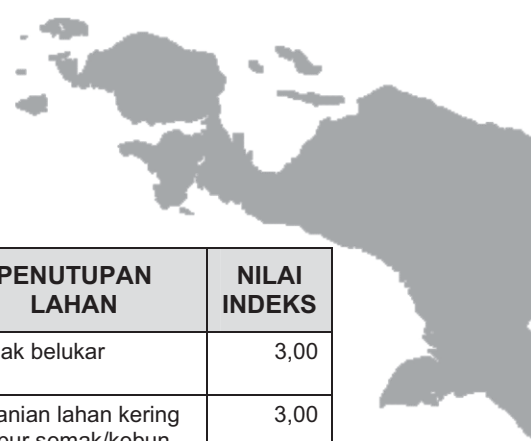 PENUTUPAN
LAHAN
NILAI
INDEKS
ak belukar
3,00
anian lahan kering
3,00